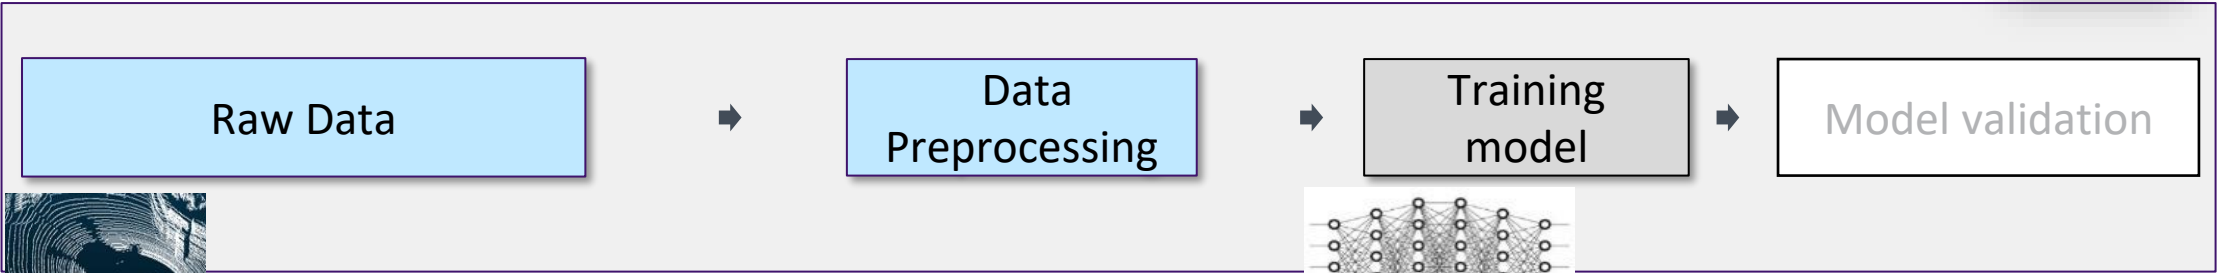 Raw Data
Data
Preprocessing
Training
model
Model validation